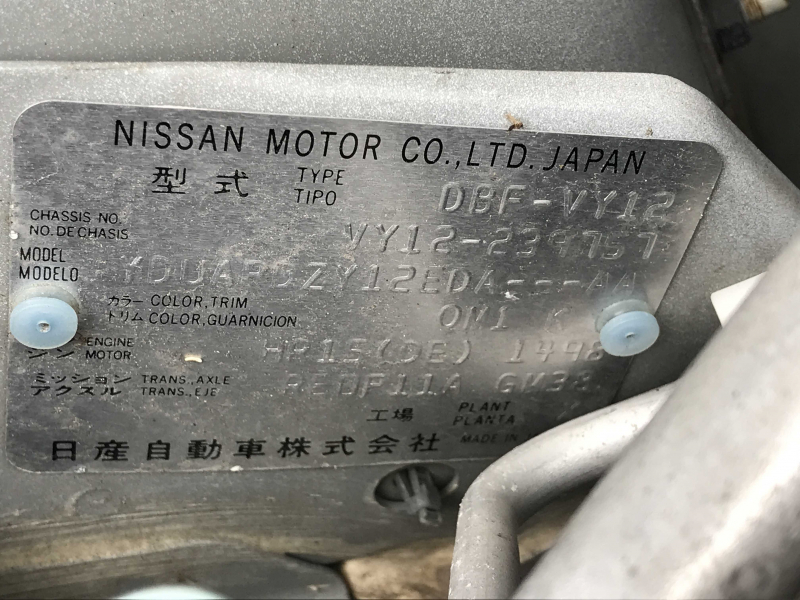 NISSAN MOTOR CO.,LTD. JAPAN
型 式 TYPE TIPO DBF-VY12
CHASSIS NO. NO. DE CHASIS
MODEL MODELO
カラー COLOR, TRIM
トリム COLOR, GUARNICION QM1 K
ENGINE MOTOR HR15(DE) 1498
ミッション TRANS., AXLE
アクスル TRANS., EJE RE0F11A
工場 PLANT PLANTA
日産自動車株式会社 MADE IN